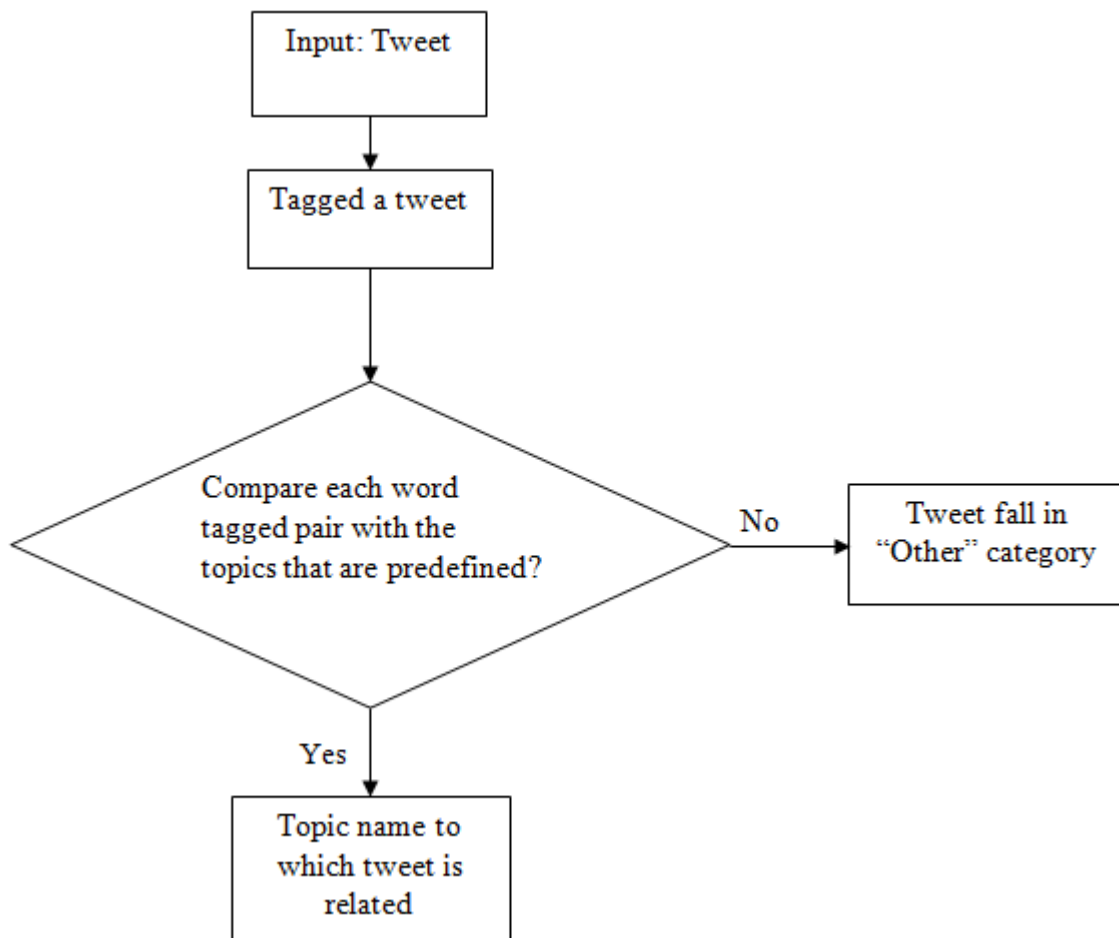 Input: Tweet
Tagged a tweet
Compare each word
tagged pair with the
topics that are predefined?
No
Tweet fall in
“Other” category
Yes
Topic name to
which tweet is
related